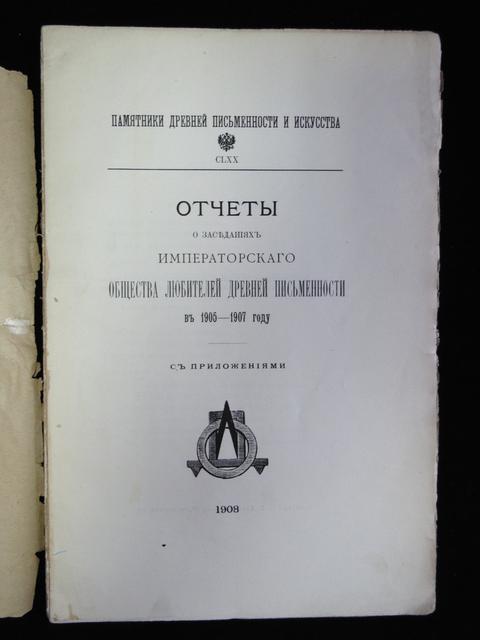 ПАМЯТНИКИ ДРЕВНЕЙ ПИСЬМЕННОСТИ И ИСКУССТВА
CLXX
ОТЧЕТЫ
О ЗАСѢДАНІЯХЪ
ИМПЕРАТОРСКАГО
ОБЩЕСТВА ЛЮБИТЕЛЕЙ ДРЕВНЕЙ ПИСЬМЕННОСТИ
въ 1905—1907 году
СЪ ПРИЛОЖЕНІЯМИ
1908